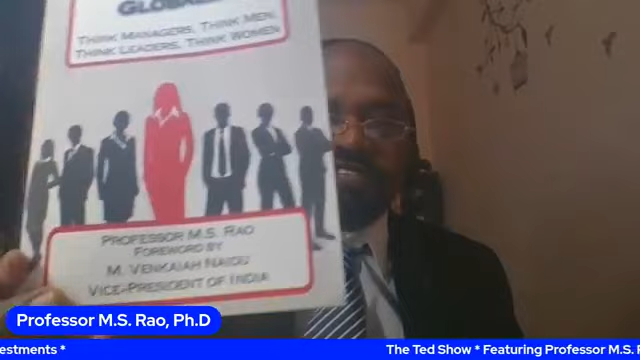 THINK MANAGERS, THINK MEN
THINK LEADERS, THINK WOMEN
PROFESSOR M.S. RAO
FOREWORD BY
M. VENKAIAH NAIDU
VICE-PRESIDENT OF INDIA
Professor M.S. Rao, Ph.D
estments * The Ted Show * Featuring Professor M.S. R